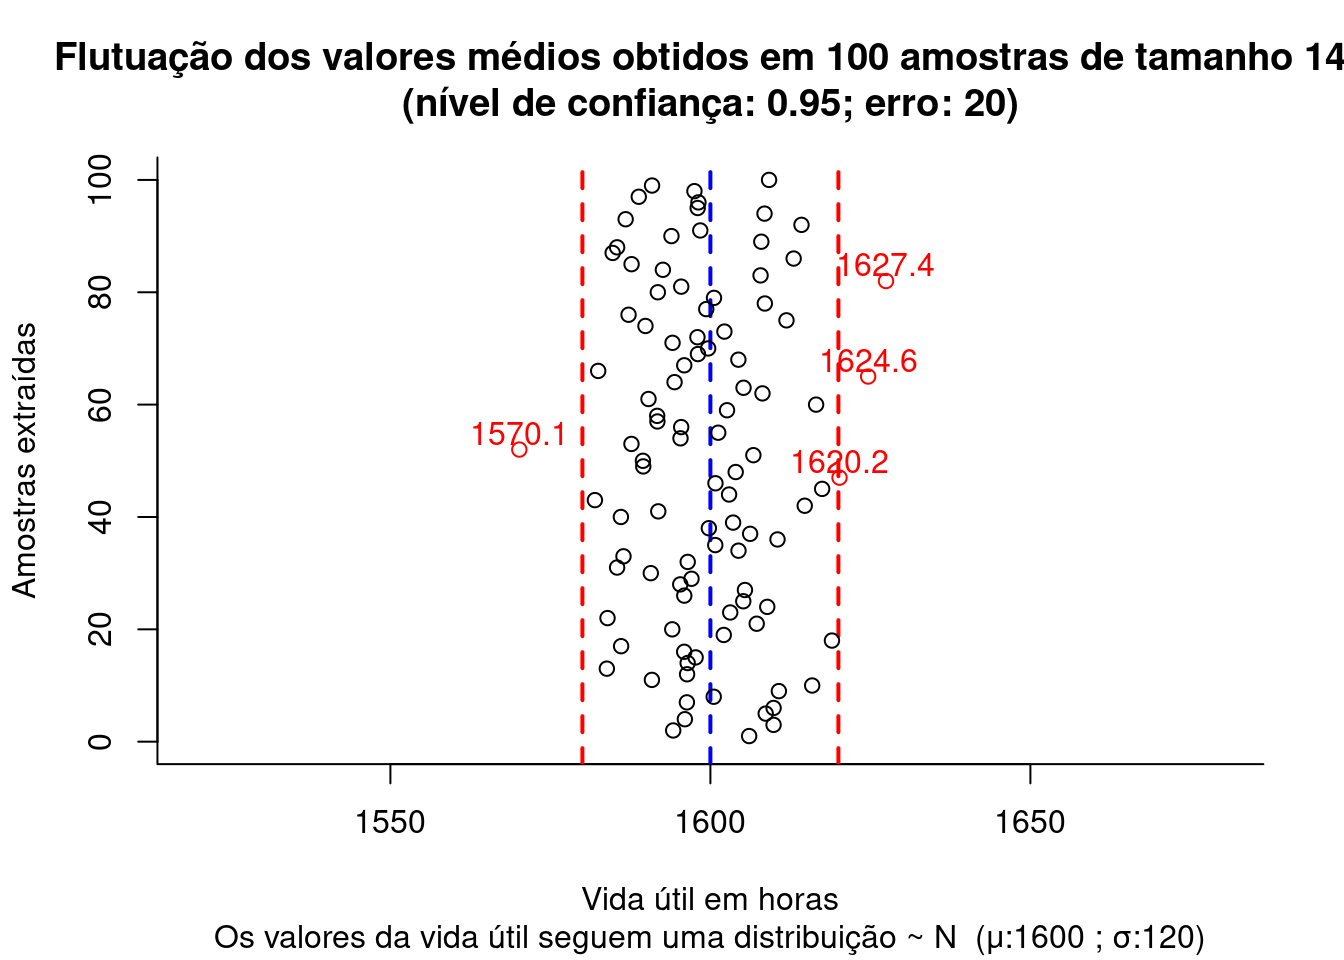 Flutuação dos valores médios obtidos em 100 amostras de tamanho 14
(nível de confiança: 0.95; erro: 20)
Amostras extraídas
100
80
60
40
20
0
1627.4
1624.6
1570.1
1620.2
1550
1600
1650
Vida útil em horas
Os valores da vida útil seguem uma distribuição ~ N (μ:1600 ; σ:120)